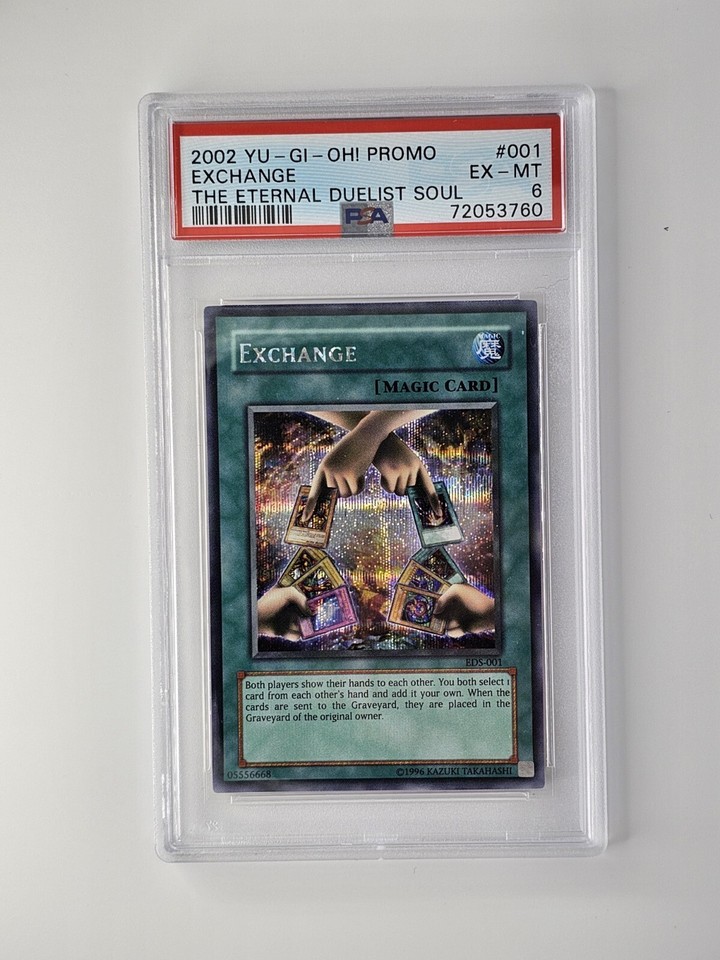 2002 YU-GI-OH! PROMO #001
EXCHANGE EX-MT
THE ETERNAL DUELIST SOUL 6
PSA 72053760
EXCHANGE
MAGIC
魔
[MAGIC CARD]
EDS-001
Both players show their hands to each other. You both select 1
card from each other's hand and add it your own. When the
cards are sent to the Graveyard, they are placed in the
Graveyard of the original owner.
05556668 ©1996 KAZUKI TAKAHASHI